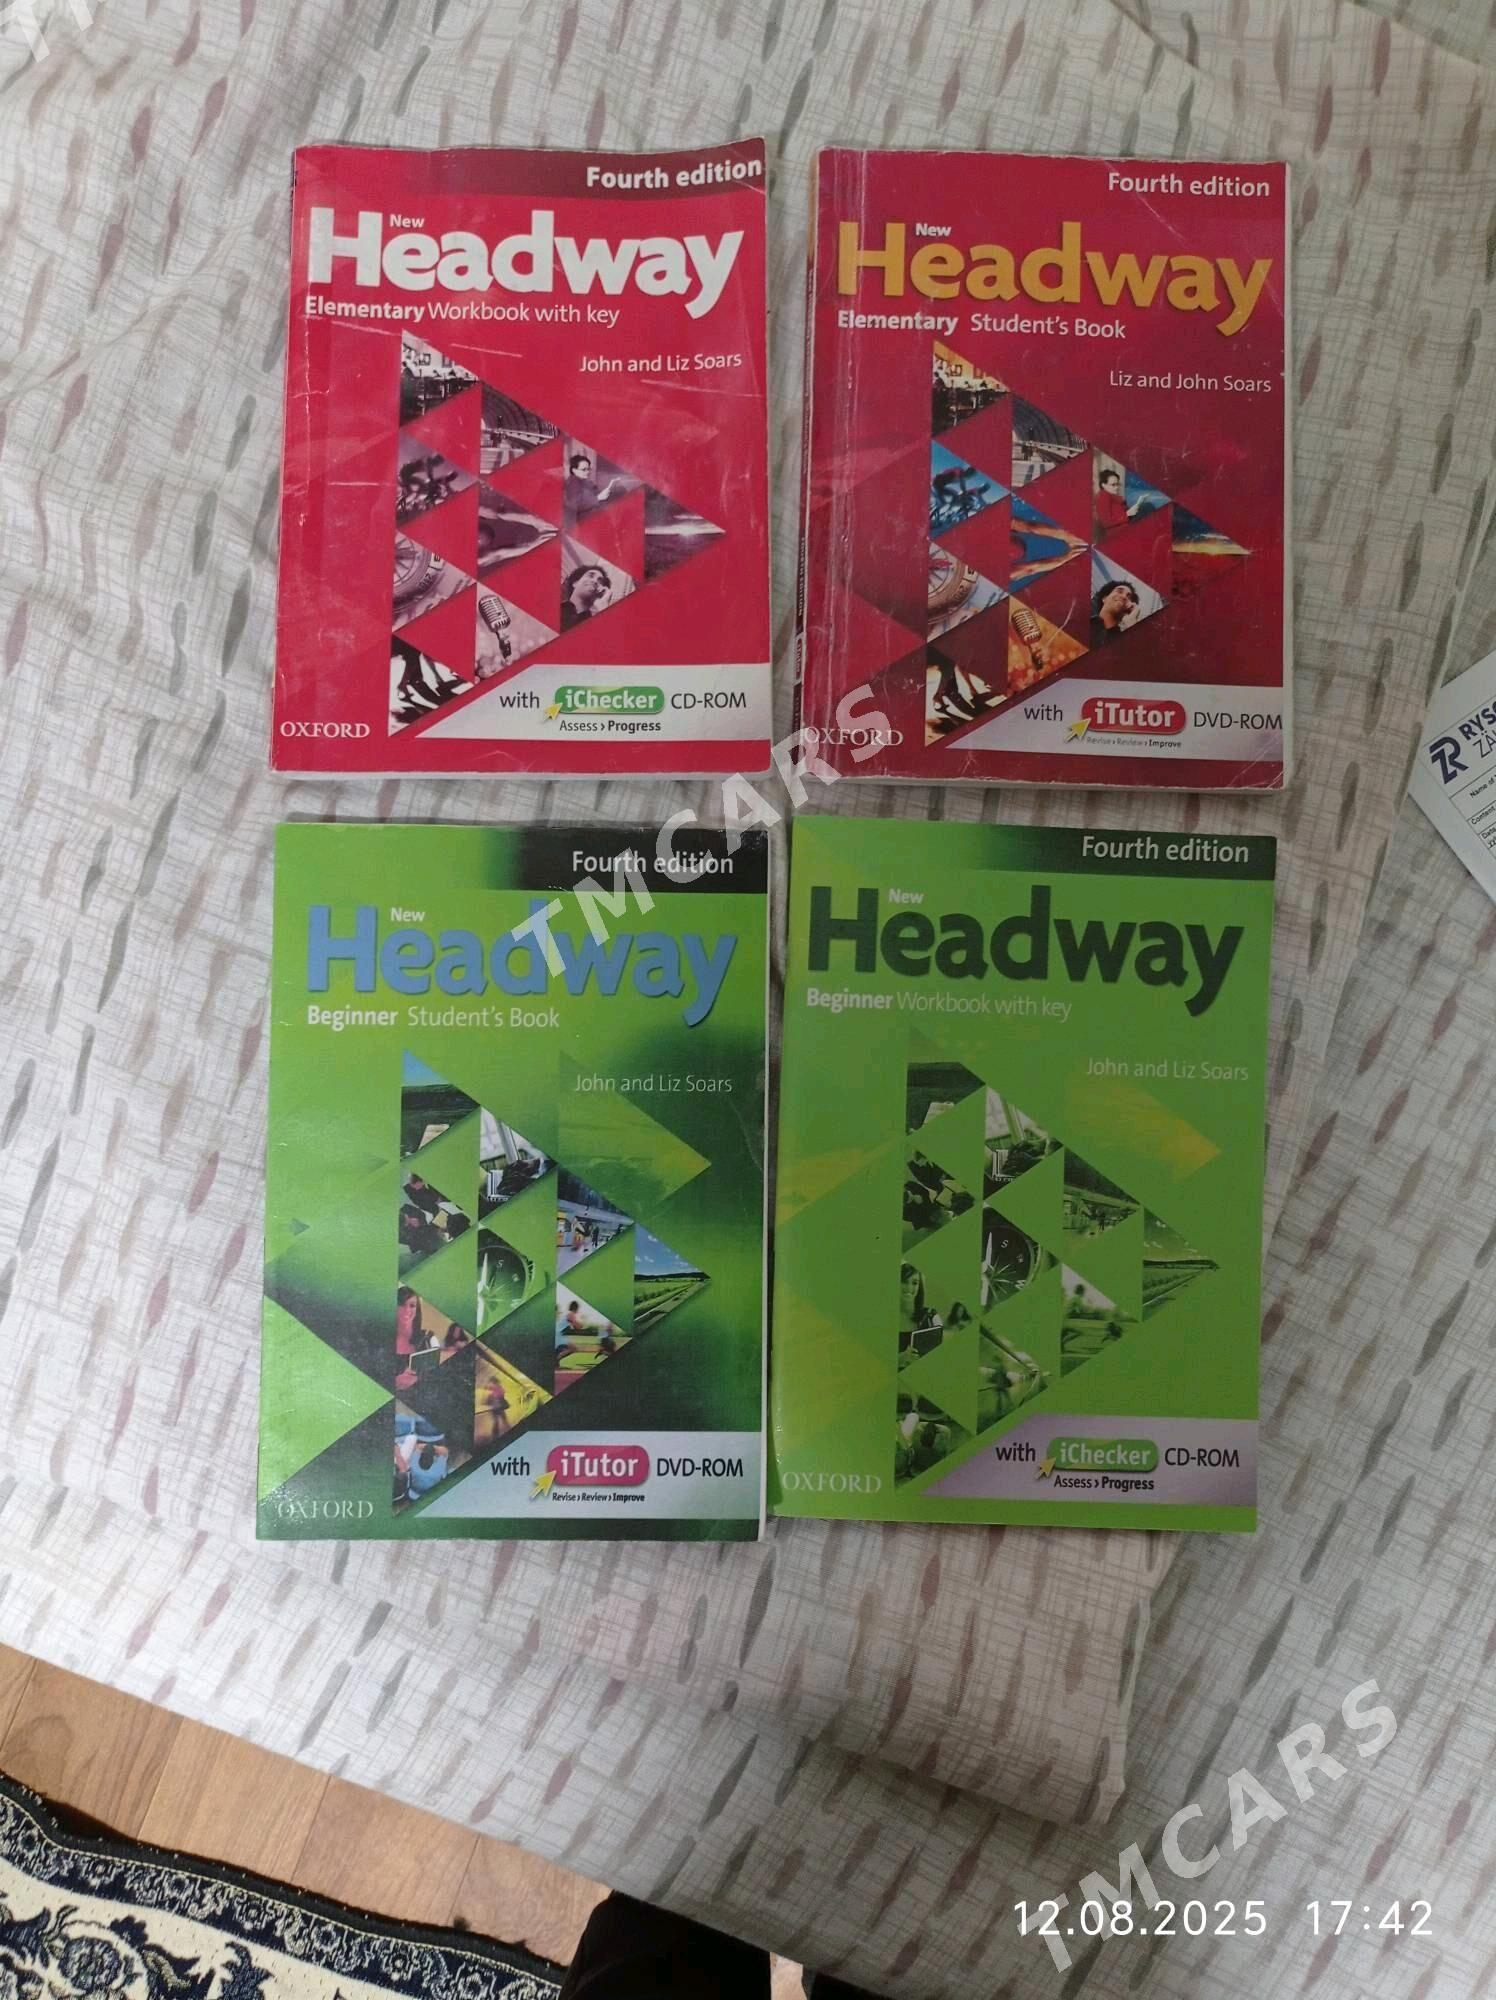 Fourth edition
New
Headway
Elementary Workbook with key
John and Liz Soars
with iChecker CD-ROM
Assess › Progress
OXFORD
Fourth edition
New
Headway
Elementary Student's Book
Liz and John Soars
with iTutor DVD-ROM
Revise › Review › Improve
OXFORD
Fourth edition
New
Headway
Beginner Student's Book
John and Liz Soars
with iTutor DVD-ROM
Revise › Review › Improve
OXFORD
Fourth edition
New
Headway
Beginner Workbook with key
John and Liz Soars
with iChecker CD-ROM
Assess › Progress
OXFORD
TMCARS
TMCARS
12.08.2025 17:42